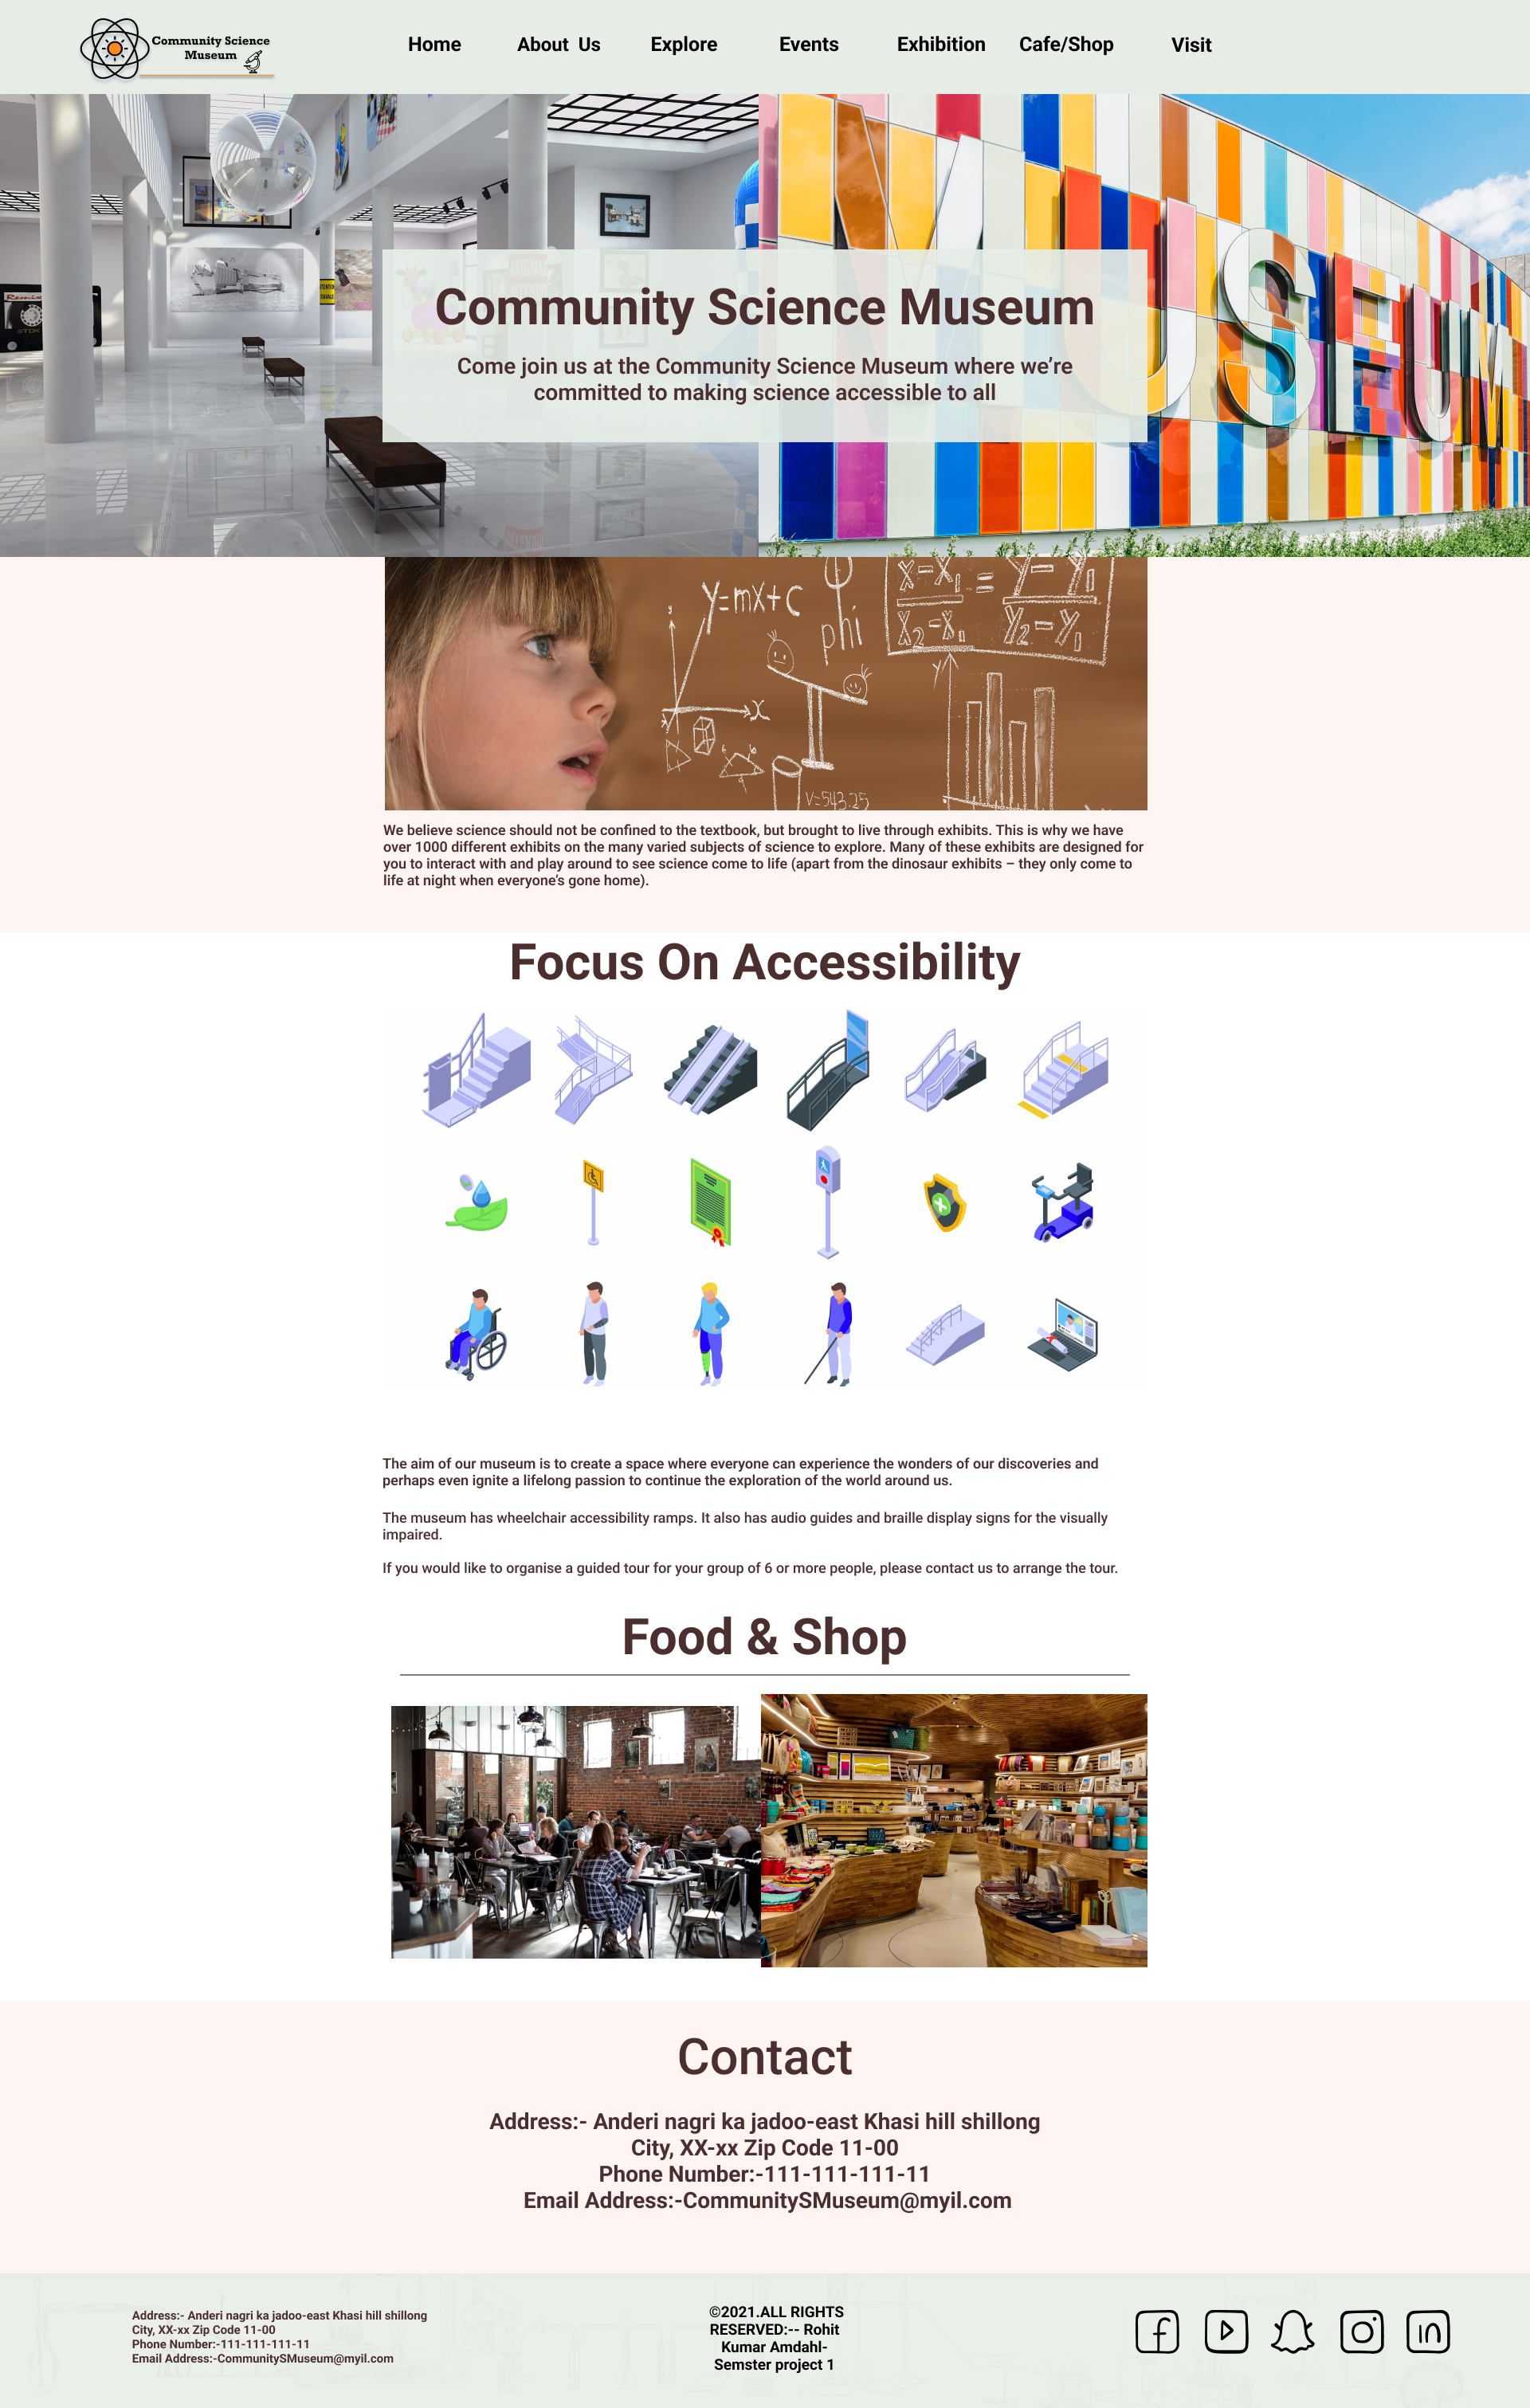 Community Science
Museum
Home
About Us
Explore
Events
Exhibition
Cafe/Shop
Visit
MUSEUM
Community Science Museum
Come join us at the Community Science Museum where we’re
committed to making science accessible to all
y=mx+c
phi
x-x₁ = y-y₁
x₂-x₁ y₂-y₁
y
x
V=543.25
We believe science should not be confined to the textbook, but brought to live through exhibits. This is why we have
over 1000 different exhibits on the many varied subjects of science to explore. Many of these exhibits are designed for
you to interact with and play around to see science come to life (apart from the dinosaur exhibits – they only come to
life at night when everyone’s gone home).
Focus On Accessibility
The aim of our museum is to create a space where everyone can experience the wonders of our discoveries and
perhaps even ignite a lifelong passion to continue the exploration of the world around us.
The museum has wheelchair accessibility ramps. It also has audio guides and braille display signs for the visually
impaired.
If you would like to organise a guided tour for your group of 6 or more people, please contact us to arrange the tour.
Food & Shop
Contact
Address:- Anderi nagri ka jadoo-east Khasi hill shillong
City, XX-xx Zip Code 11-00
Phone Number:-111-111-111-11
Email Address:-CommunitySMuseum@myil.com
Address:- Anderi nagri ka jadoo-east Khasi hill shillong
City, XX-xx Zip Code 11-00
Phone Number:-111-111-111-11
Email Address:-CommunitySMuseum@myil.com
©2021.ALL RIGHTS
RESERVED:-- Rohit
Kumar Amdahl-
Semster project 1
in